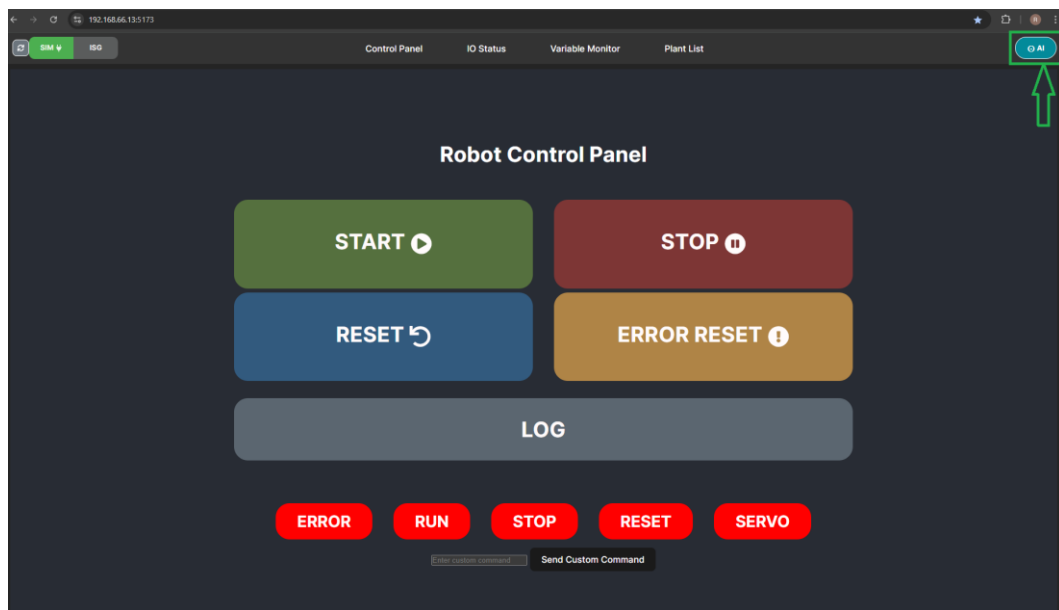 192.168.66.13:5173
SIM ISG Control Panel IO Status Variable Monitor Plant List AI
Robot Control Panel
START STOP
RESET ERROR RESET
LOG
ERROR RUN STOP RESET SERVO
Enter custom command Send Custom Command